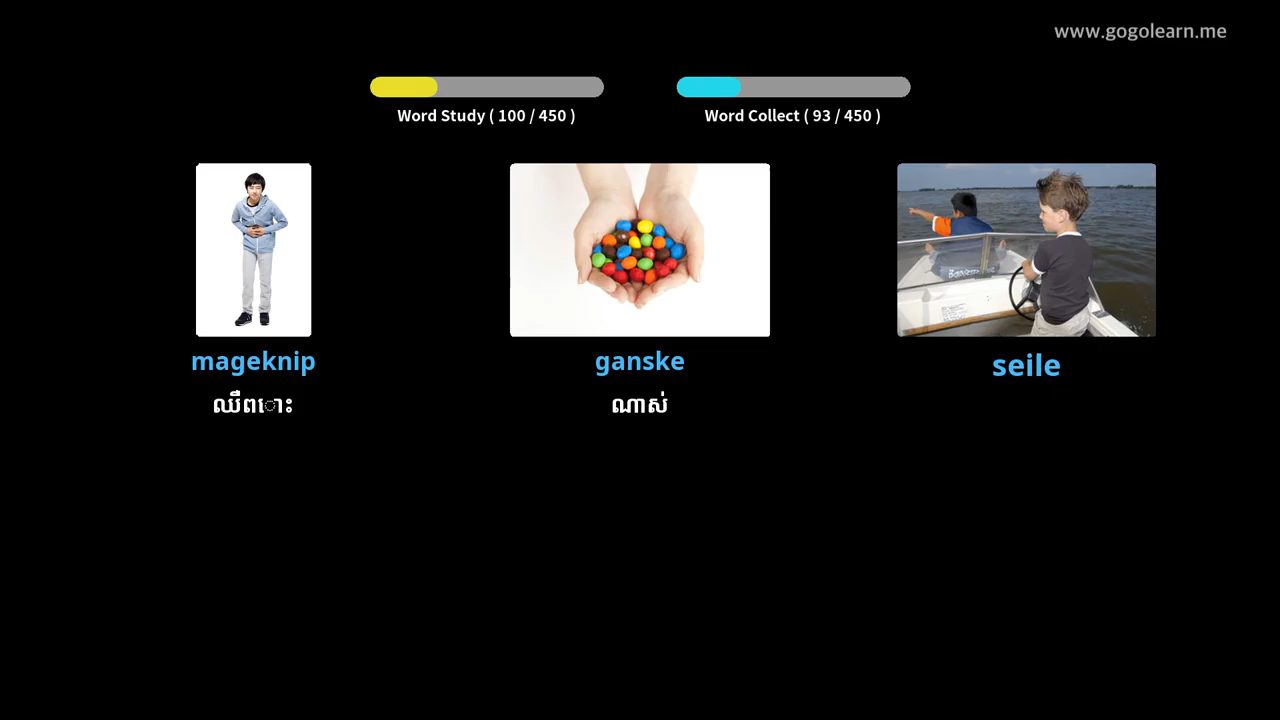 www.gogolearn.me
Word Study ( 100 / 450 )
Word Collect ( 93 / 450 )
mageknip
ganske
seile
ឈឺពោះ
ណាស់